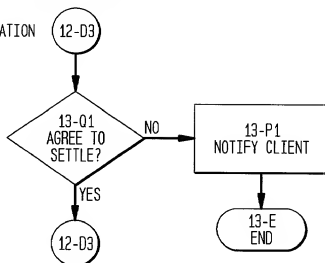 ATION 12-D3
13-Q1
AGREE TO
SETTLE?
NO
13-P1
NOTIFY CLIENT
YES
13-E
END
12-D3